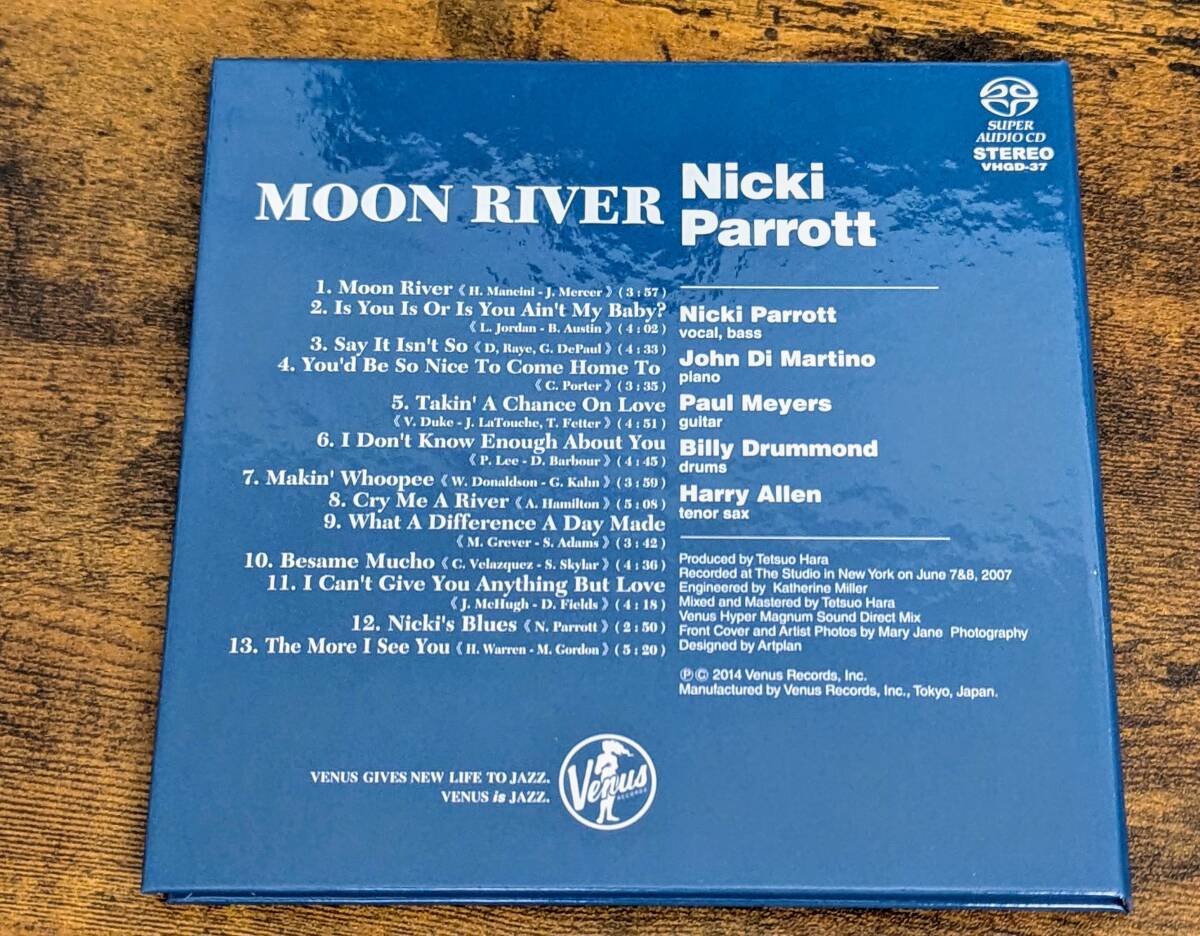 SUPER
AUDIO CD
STEREO
VHGD-37
MOON RIVER
Nicki
Parrott
1. Moon River 《 H. Mancini - J. Mercer 》 ( 3 : 57 )
2. Is You Is Or Is You Ain't My Baby?
《 L. Jordan - B. Austin 》 ( 4 : 02 )
3. Say It Isn't So 《 D, Raye, G. DePaul 》 ( 4 : 33 )
4. You'd Be So Nice To Come Home To
《 C. Porter 》 ( 3 : 35 )
5. Takin' A Chance On Love
《 V. Duke - J. LaTouche, T. Fetter 》 ( 4 : 51 )
6. I Don't Know Enough About You
《 P. Lee - D. Barbour 》 ( 4 : 45 )
7. Makin' Whoopee 《 W. Donaldson - G. Kahn 》 ( 3 : 59 )
8. Cry Me A River 《 A. Hamilton 》 ( 5 : 08 )
9. What A Difference A Day Made
《 M. Grever - S. Adams 》 ( 3 : 42 )
10. Besame Mucho 《 C. Velazquez - S. Skylar 》 ( 4 : 36 )
11. I Can't Give You Anything But Love
《 J. McHugh - D. Fields 》 ( 4 : 18 )
12. Nicki's Blues 《 N. Parrott 》 ( 2 : 50 )
13. The More I See You 《 H. Warren - M. Gordon 》 ( 5 : 20 )
Nicki Parrott
vocal, bass
John Di Martino
piano
Paul Meyers
guitar
Billy Drummond
drums
Harry Allen
tenor sax
Produced by Tetsuo Hara
Recorded at The Studio in New York on June 7&8, 2007
Engineered by Katherine Miller
Mixed and Mastered by Tetsuo Hara
Venus Hyper Magnum Sound Direct Mix
Front Cover and Artist Photos by Mary Jane Photography
Designed by Artplan
℗© 2014 Venus Records, Inc.
Manufactured by Venus Records, Inc., Tokyo, Japan.
VENUS GIVES NEW LIFE TO JAZZ.
VENUS is JAZZ.
Venus
RECORDS